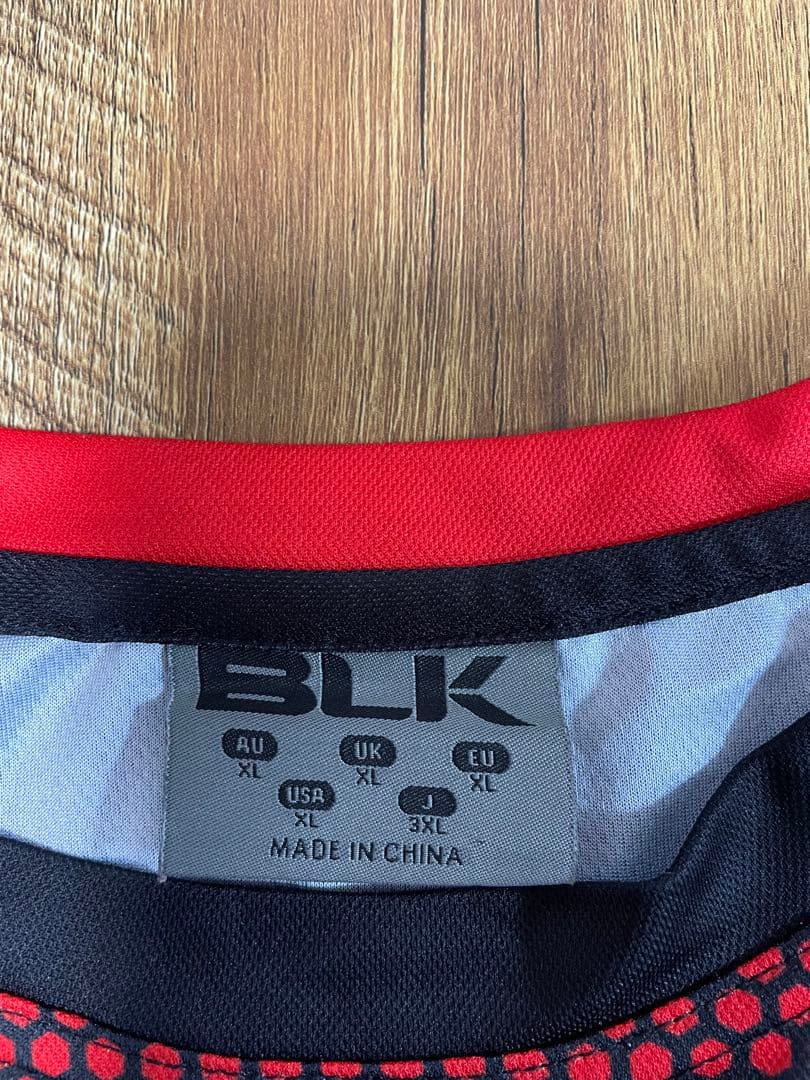 BLK
AU UK EU
XL XL XL
USA J
XL 3XL
MADE IN CHINA